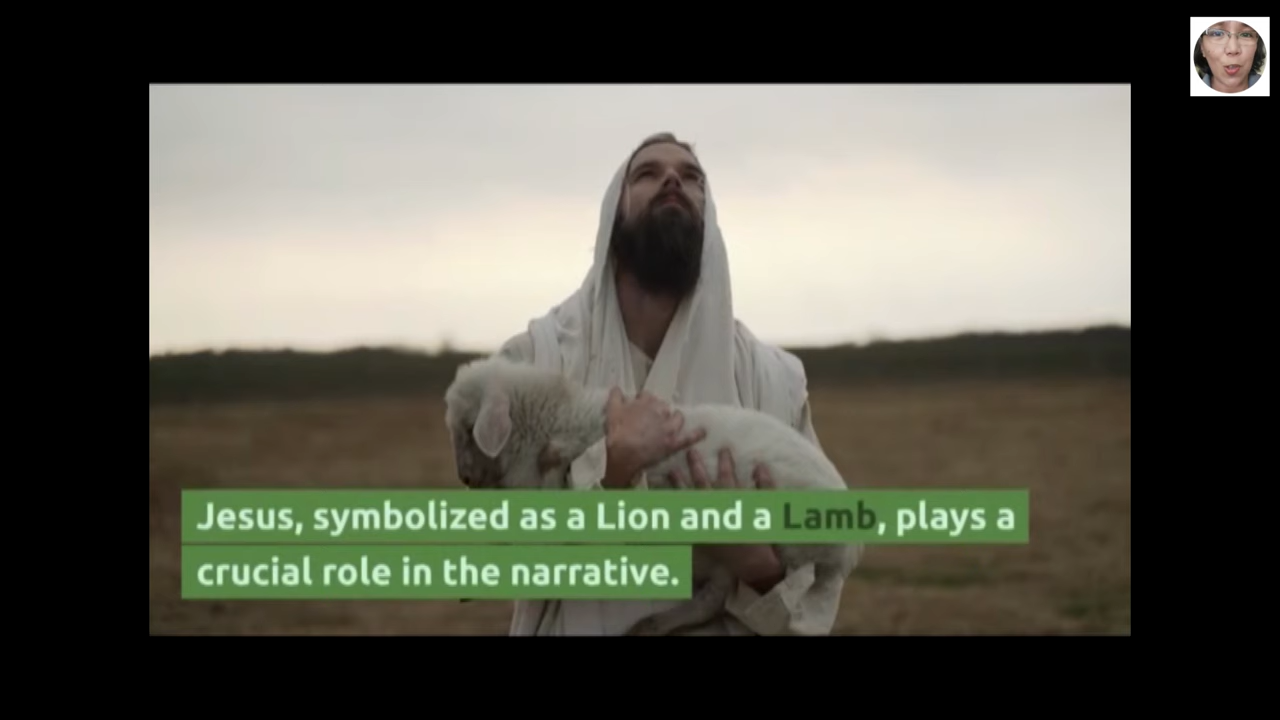 Jesus, symbolized as a Lion and a Lamb, plays a
crucial role in the narrative.